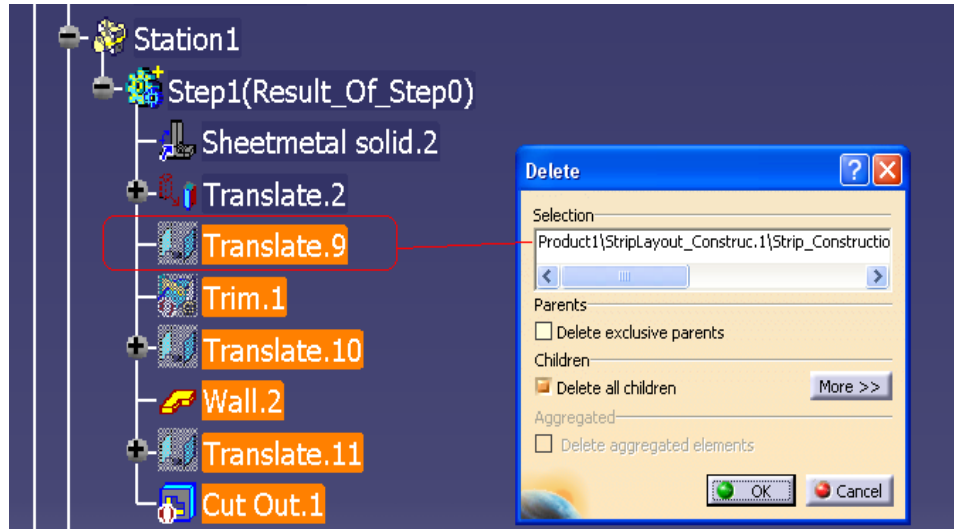 Station1
Step1(Result_Of_Step0)
Sheetmetal solid.2
Translate.2
Translate.9
Trim.1
Translate.10
Wall.2
Translate.11
Cut Out.1
Delete
Selection
Product1\StripLayout_Construc.1\Strip_Constructio
Parents
Delete exclusive parents
Children
Delete all children
More >>
Aggregated
Delete aggregated elements
OK
Cancel